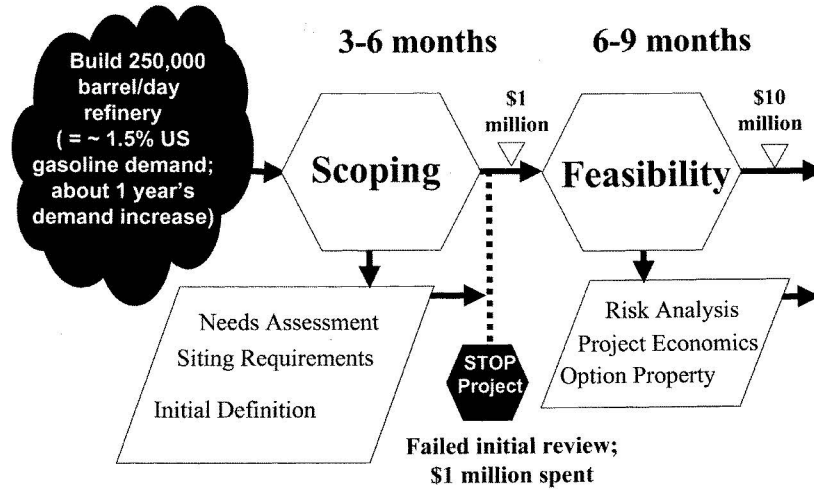 3-6 months
6-9 months
Build 250,000
barrel/day
refinery
( = ~ 1.5% US
gasoline demand;
about 1 year's
demand increase)
Scoping
$1
million
Feasibility
$10
million
Needs Assessment
Siting Requirements
Initial Definition
STOP
Project
Failed initial review;
$1 million spent
Risk Analysis
Project Economics
Option Property